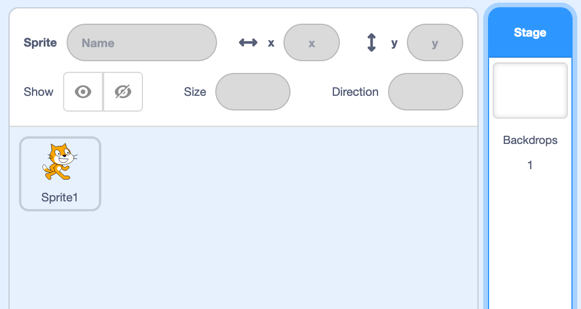 Sprite Name x x y y
Show Size Direction
Sprite1
Stage
Backdrops
1